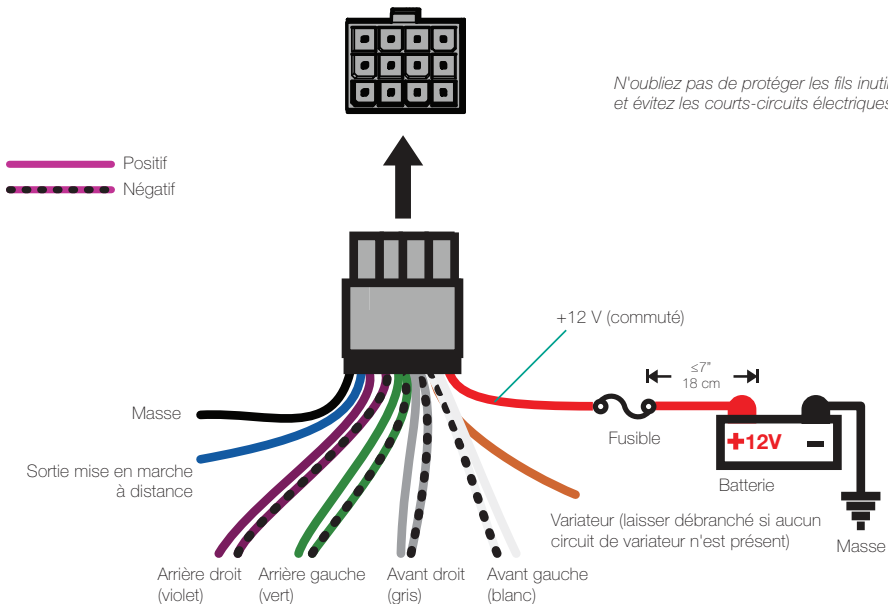 N'oubliez pas de protéger les fils
et évitez les courts-circuits électriques
Positif
Négatif
+12 V (commuté)
≤7"
18 cm
Masse
Fusible
+12V
-
Sortie mise en marche
à distance
Batterie
Variateur (laisser débranché si aucun
circuit de variateur n'est présent)
Masse
Arrière droit
(violet)
Arrière gauche
(vert)
Avant droit
(gris)
Avant gauche
(blanc)